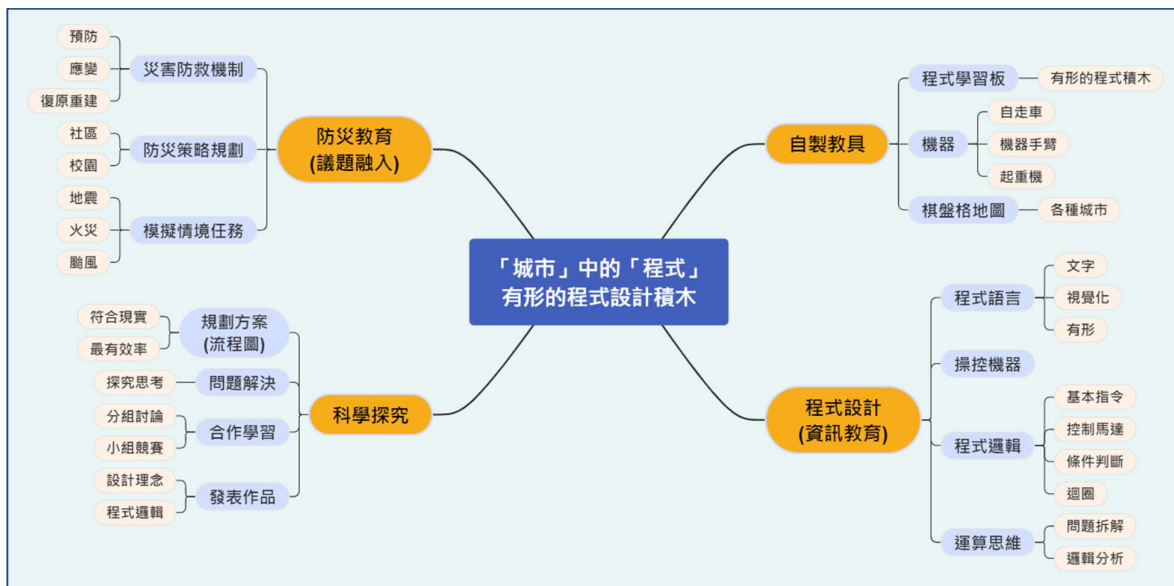 「城市」中的「程式」
有形的程式設計積木
防災教育
(議題融入)
災害防救機制
預防
應變
復原重建
防災策略規劃
社區
校園
模擬情境任務
地震
火災
颱風
科學探究
規劃方案
(流程圖)
符合現實
最有效率
問題解決
探究思考
合作學習
分組討論
小組競賽
發表作品
設計理念
程式邏輯
自製教具
程式學習板
有形的程式積木
機器
自走車
機器手臂
起重機
棋盤格地圖
各種城市
程式設計
(資訊教育)
程式語言
文字
視覺化
有形
操控機器
程式邏輯
基本指令
控制馬達
條件判斷
迴圈
運算思維
問題拆解
邏輯分析